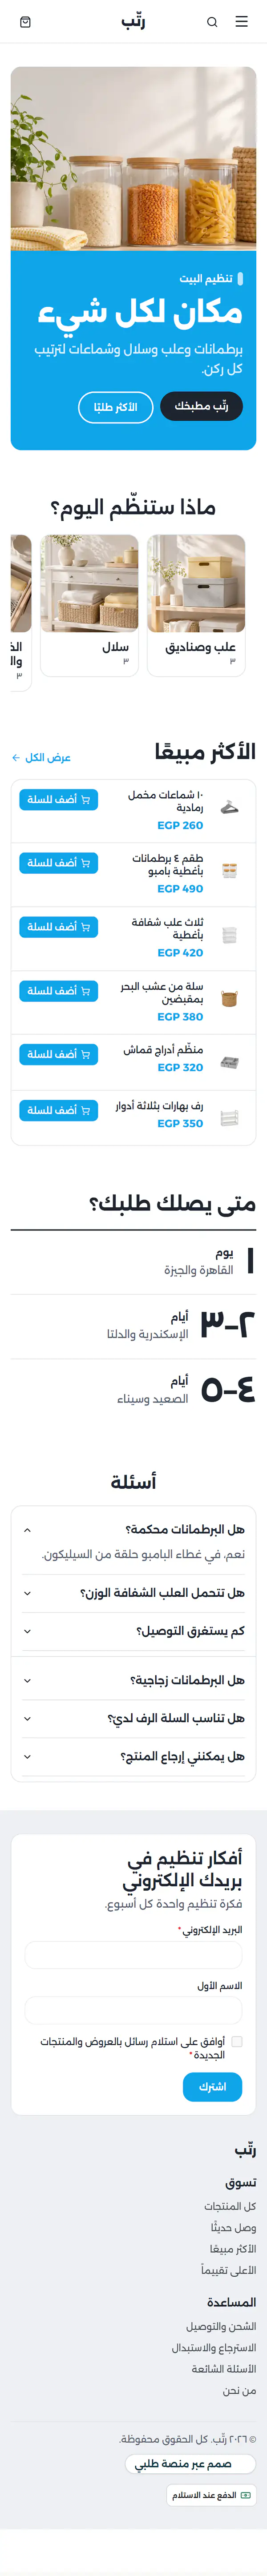 رتّب
تنظيم البيت
مكان لكل شيء
برطمانات وعلب وسلال وشماعات لترتيب
كل ركن.
رتّب مطبخك
الأكثر طلبًا
ماذا ستنظّم اليوم؟
علب وصناديق
٣
سلال
٣
٣
الأكثر مبيعًا
عرض الكل
١٠ شماعات مخمل
رمادية
260 EGP
أضف للسلة
طقم ٤ برطمانات
بأغطية بامبو
490 EGP
أضف للسلة
ثلاث علب شفافة
بأغطية
420 EGP
أضف للسلة
سلة من عشب البحر
بمقبضين
380 EGP
أضف للسلة
منظّم أدراج قماش
320 EGP
أضف للسلة
رف بهارات بثلاثة أدوار
350 EGP
أضف للسلة
متى يصلك طلبك؟
١
يوم
القاهرة والجيزة
٢–٣
أيام
الإسكندرية والدلتا
٤–٥
أيام
الصعيد وسيناء
أسئلة
هل البرطمانات محكمة؟
نعم، في غطاء البامبو حلقة من السيليكون.
هل تتحمل العلب الشفافة الوزن؟
كم يستغرق التوصيل؟
هل البرطمانات زجاجية؟
هل تناسب السلة الرف لديّ؟
هل يمكنني إرجاع المنتج؟
أفكار تنظيم في
بريدك الإلكتروني
فكرة تنظيم واحدة كل أسبوع.
البريد الإلكتروني *
الاسم الأول
أوافق على استلام رسائل بالعروض والمنتجات
الجديدة *
اشترك
رتّب
تسوق
كل المنتجات
وصل حديثًا
الأكثر مبيعًا
الأعلى تقييماً
المساعدة
الشحن والتوصيل
الاسترجاع والاستبدال
الأسئلة الشائعة
من نحن
© ٢٠٢٦ رتّب. كل الحقوق محفوظة.
صمم عبر منصة طلبي
الدفع عند الاستلام